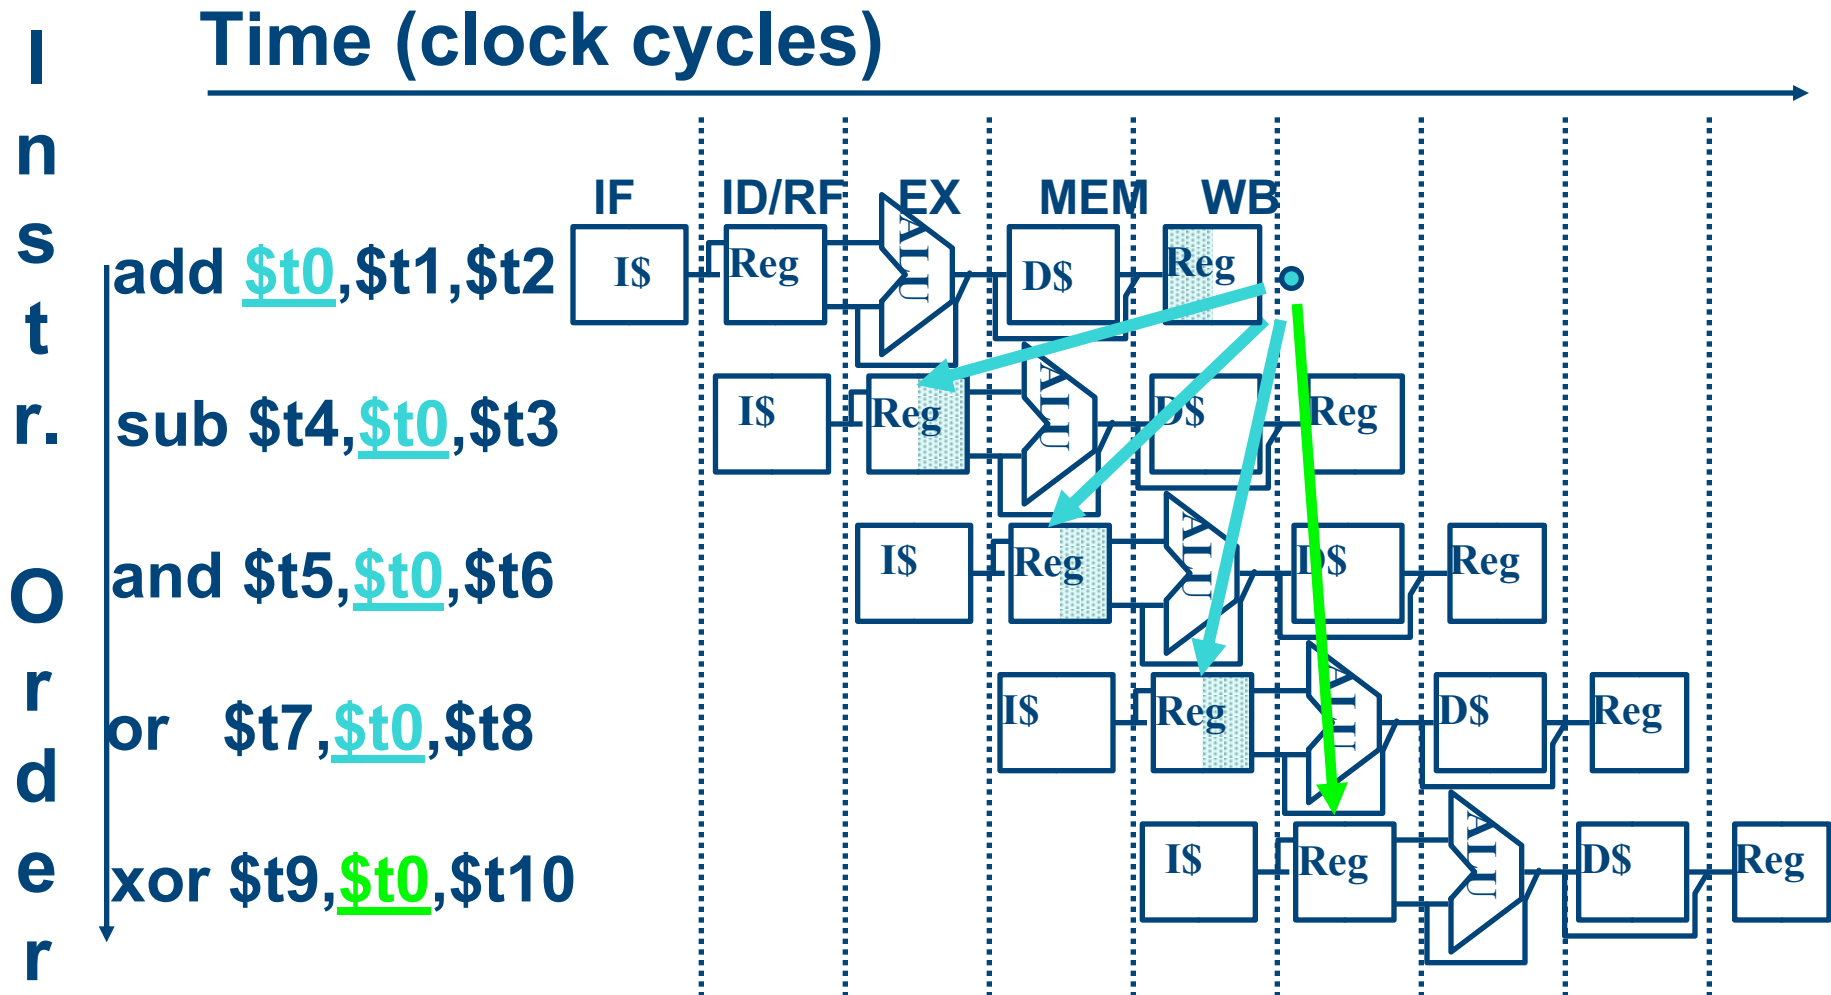 Time (clock cycles)
Instr. Order
IF ID/RF EX MEM WB
add $t0,$t1,$t2 I$ Reg ALU D$ Reg
sub $t4,$t0,$t3 I$ Reg ALU D$ Reg
and $t5,$t0,$t6 I$ Reg ALU D$ Reg
or $t7,$t0,$t8 I$ Reg ALU D$ Reg
xor $t9,$t0,$t10 I$ Reg ALU D$ Reg